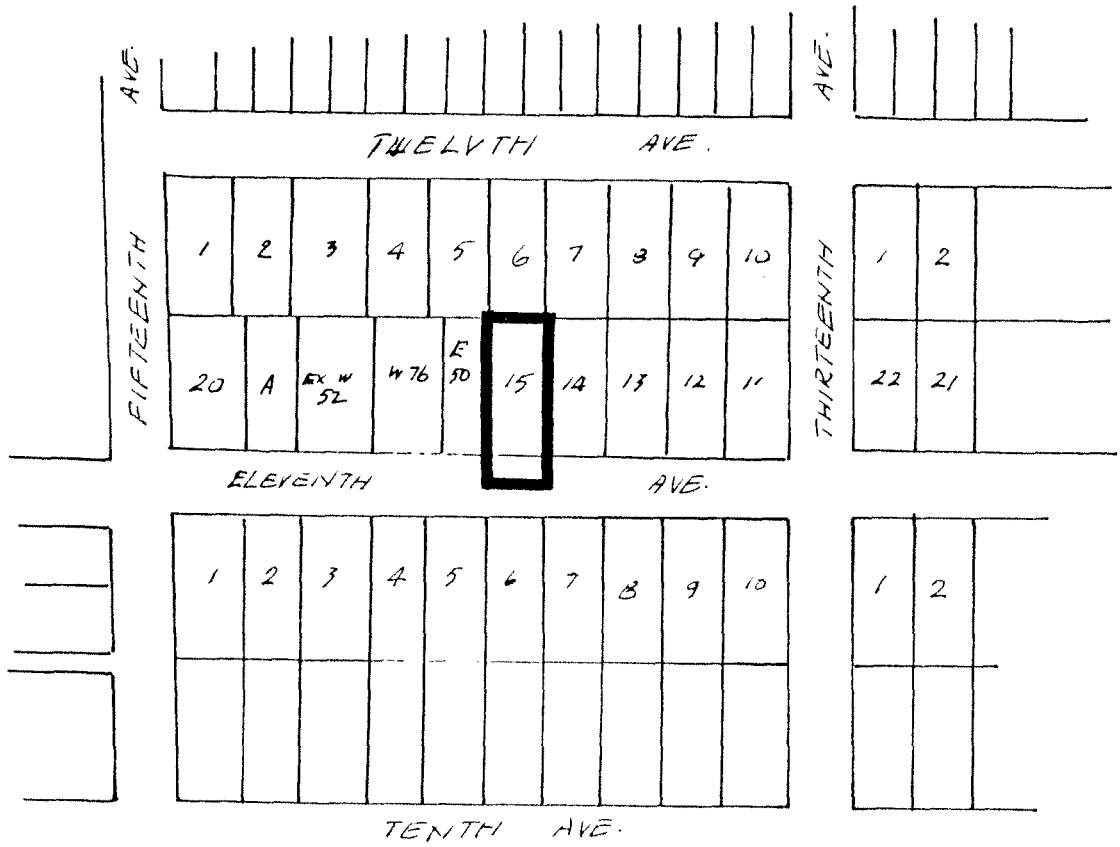 AVE.
AVE.
TWELVTH AVE.
FIFTEENTH
1 2 3 4 5 6 7 8 9 10
THIRTEENTH
1 2
20 A EX W 52 W 76 E 50 15 14 13 12 11
22 21
ELEVENTH AVE.
1 2 3 4 5 6 7 8 9 10
1 2
TENTH AVE.